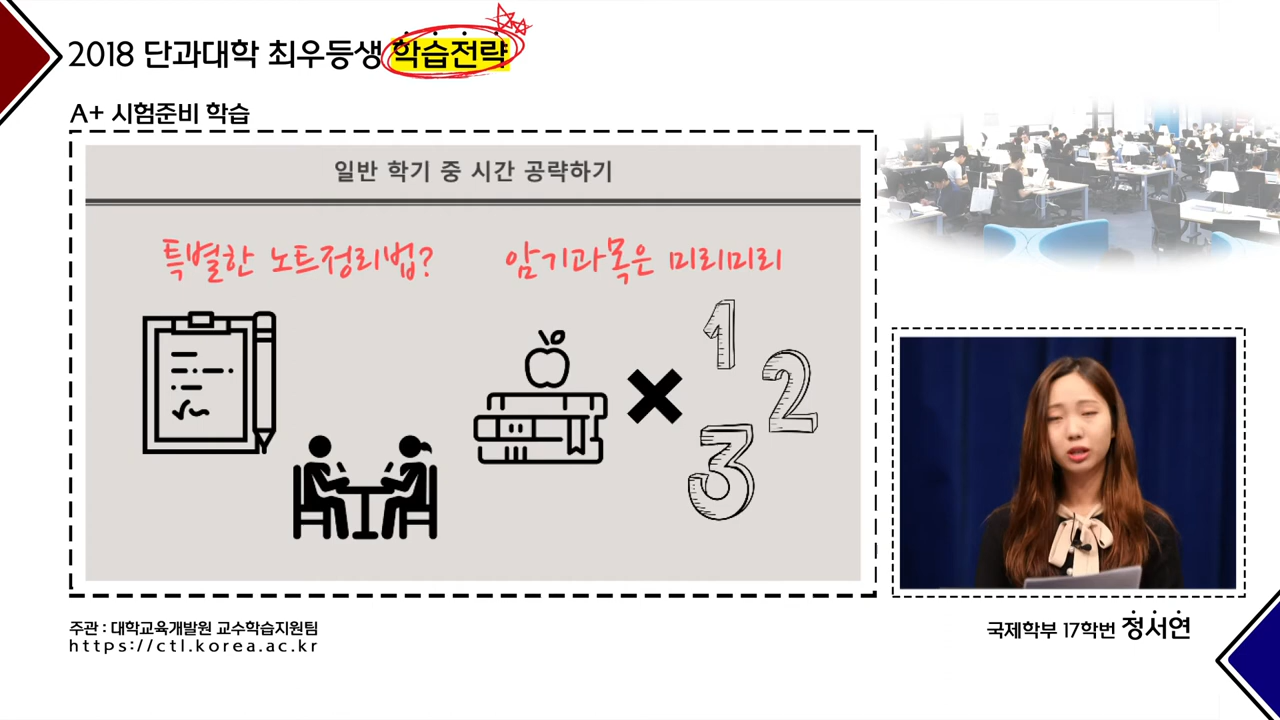 2018 단과대학 최우등생 학습전략
A+ 시험준비 학습
일반 학기 중 시간 공략하기
특별한 노트정리법? 암기과목은 미리미리
1
2
3
주관 : 대학교육개발원 교수학습지원팀
https://ctl.korea.ac.kr
국제학부 17학번 정서연